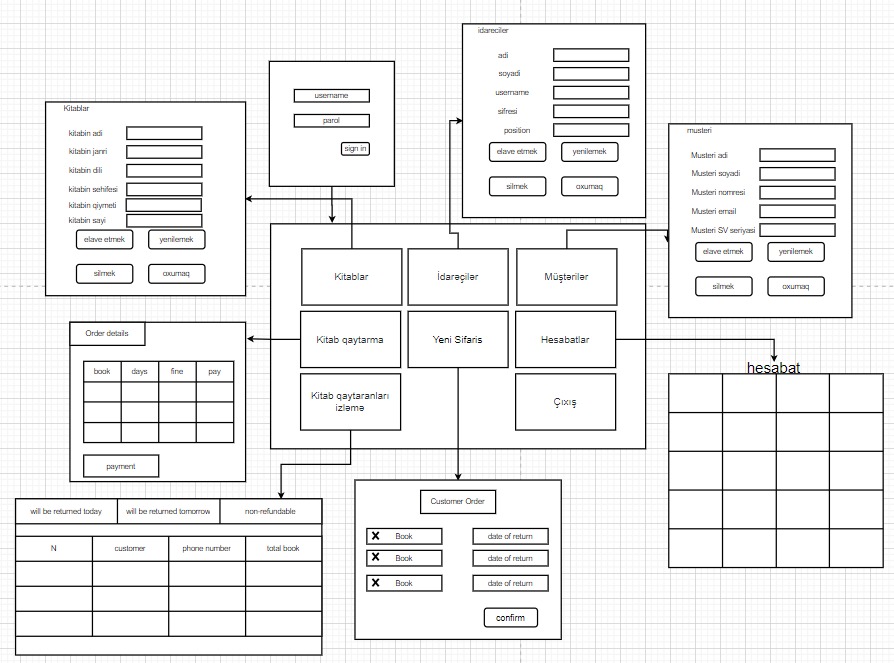 idareciler
adi
soyadi
username
sifresi
position
elave etmek
yenilemek
silmek
oxumaq
username
parol
sign in
Kitablar
kitabin adi
kitabin janri
kitabin dili
kitabin sehifesi
kitabin qiymeti
kitabin sayi
elave etmek
yenilemek
silmek
oxumaq
musteri
Musteri adi
Musteri soyadi
Musteri nomresi
Musteri email
Musteri SV seriyasi
elave etmek
yenilemek
silmek
oxumaq
Kitablar
İdarəçilər
Müştərilər
Kitab qaytarma
Yeni Sifaris
Hesabatlar
Kitab qaytaranları
izləmə
Çıxış
Order details
book
days
fine
pay
payment
hesabat
will be returned today
will be returned tomorrow
non-refundable
N
customer
phone number
total book
Customer Order
X Book
date of return
X Book
date of return
X Book
date of return
confirm